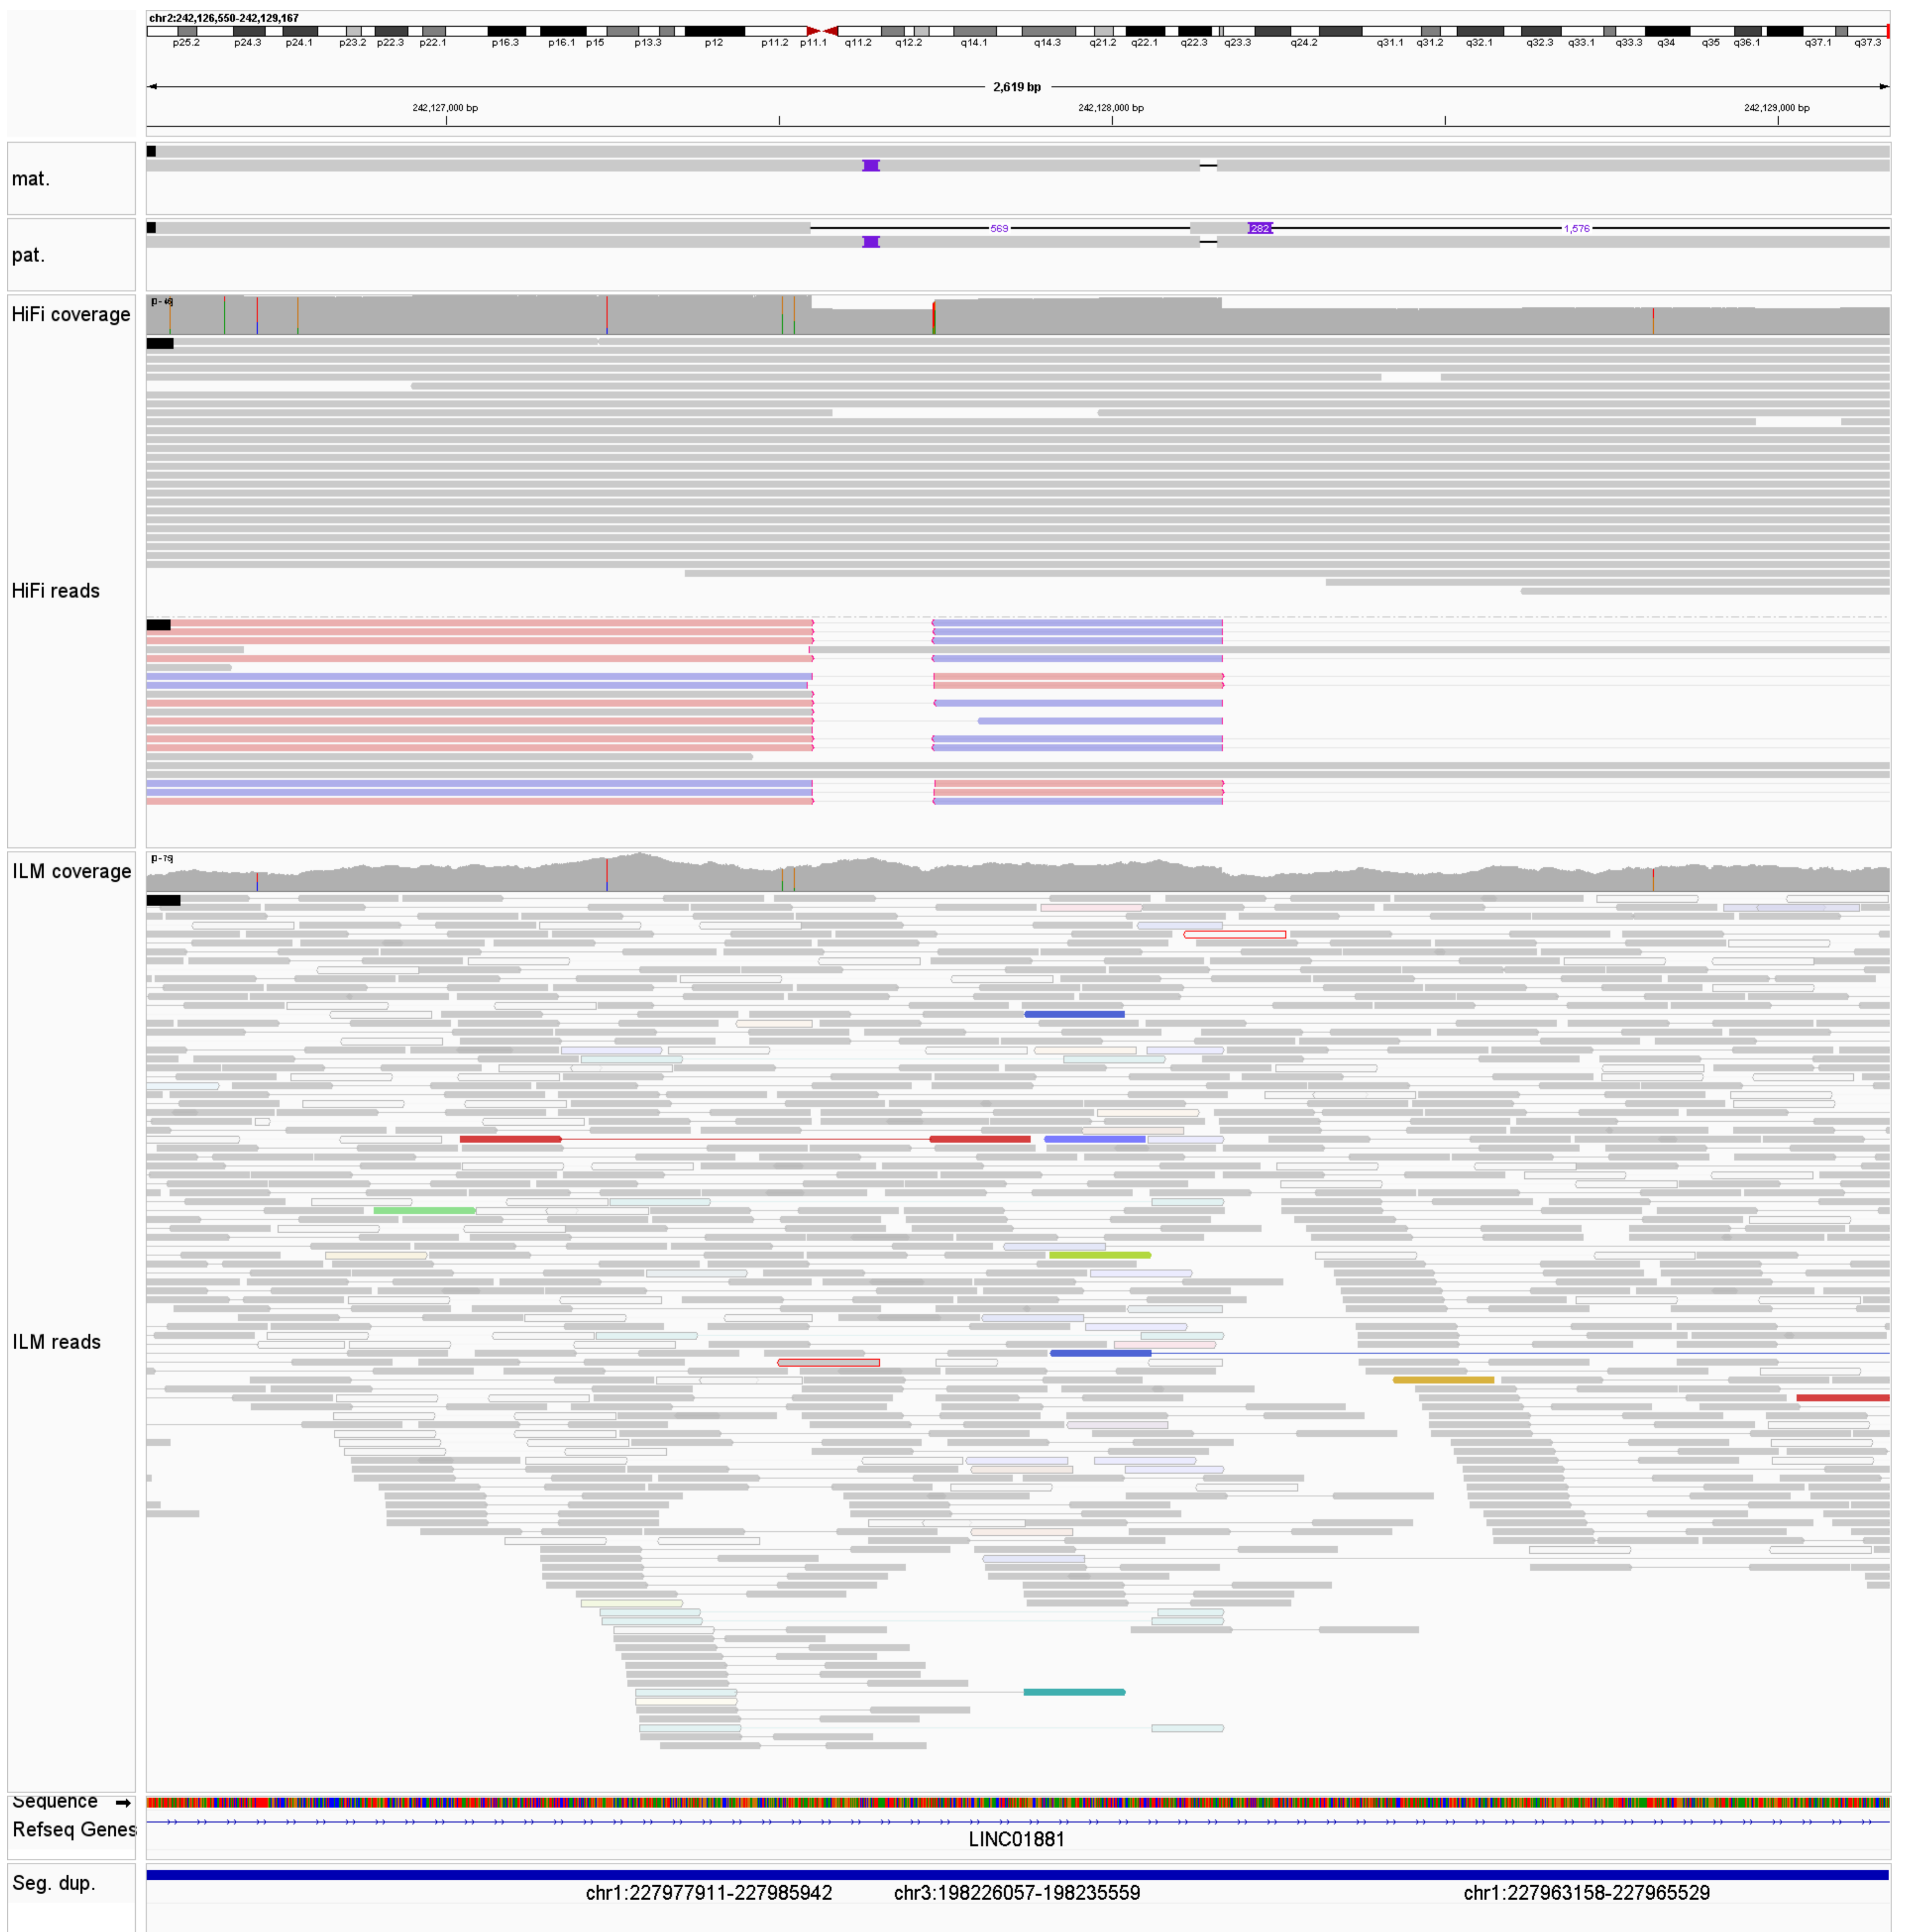 chr2:242,126,550-242,129,167
p25.2 p24.3 p24.1 p23.2 p22.3 p22.1 p16.3 p16.1 p15 p13.3 p12 p11.2 p11.1 q11.2 q12.2 q14.1 q14.3 q21.2 q22.1 q22.3 q23.3 q24.2 q31.1 q31.2 q32.1 q32.3 q33.1 q33.3 q34 q35 q36.1 q37.1 q37.3
2,619 bp
242,127,000 bp 242,128,000 bp 242,129,000 bp
mat.
569 282 1,576
pat.
HiFi coverage
HiFi reads
ILM coverage
ILM reads
Sequence
Refseq Genes
LINC01881
Seg. dup.
chr1:227977911-227985942 chr3:198226057-198235559 chr1:227963158-227965529